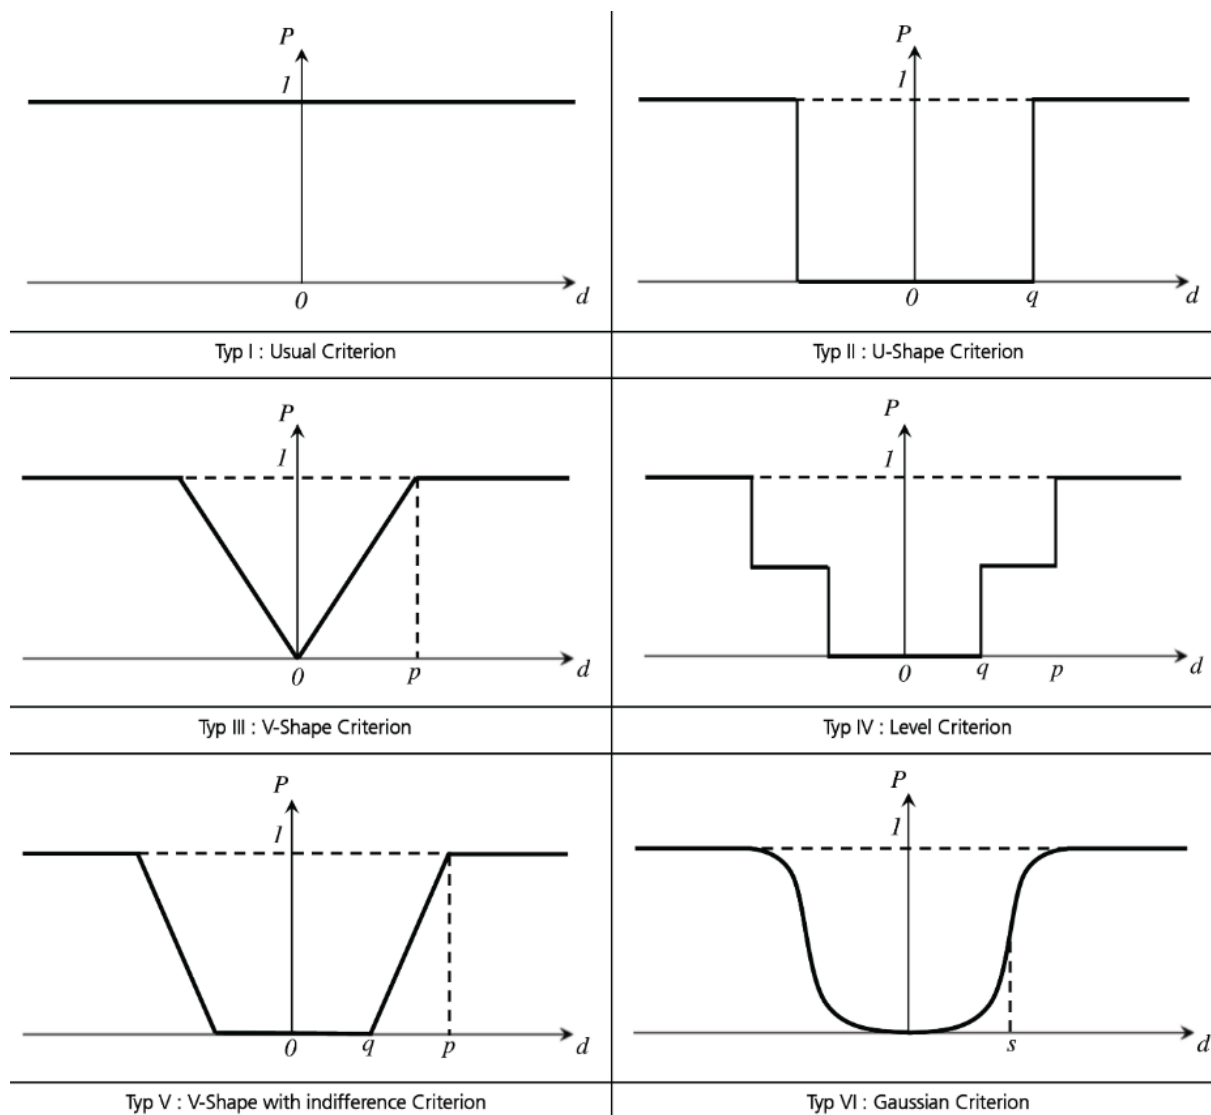 P
1
0
d
Typ I : Usual Criterion
P
1
0
q
d
Typ II : U-Shape Criterion
P
1
0
p
d
Typ III : V-Shape Criterion
P
1
0
q
p
d
Typ IV : Level Criterion
P
1
0
q
p
d
Typ V : V-Shape with indifference Criterion
P
1
s
d
Typ VI : Gaussian Criterion